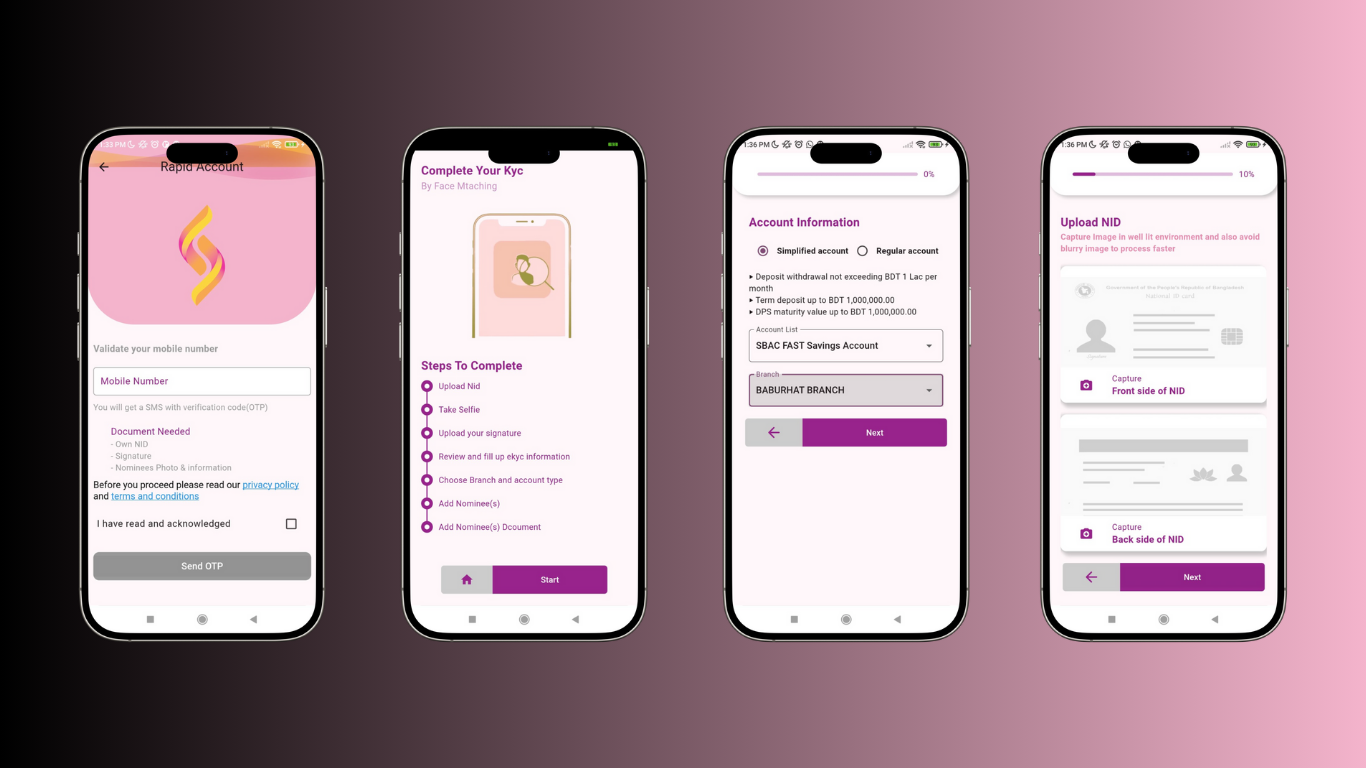 1:33 PM
Rapid Account
Validate your mobile number
Mobile Number
You will get a SMS with verification code(OTP)
Document Needed
- Own NID
- Signature
- Nominees Photo & information
Before you proceed please read our privacy policy
and terms and conditions
I have read and acknowledged
Send OTP
Complete Your Kyc
By Face Mtaching
Steps To Complete
Upload Nid
Take Selfie
Upload your signature
Review and fill up ekyc information
Choose Branch and account type
Add Nominee(s)
Add Nominee(s) Dcoument
Start
1:36 PM
0%
Account Information
Simplified account
Regular account
▸ Deposit withdrawal not exceeding BDT 1 Lac per
month
▸ Term deposit up to BDT 1,000,000.00
▸ DPS maturity value up to BDT 1,000,000.00
Account List
SBAC FAST Savings Account
Branch
BABURHAT BRANCH
Next
1:36 PM
10%
Upload NID
Capture Image in well lit environment and also avoid
blurry image to process faster
Government of the People's Republic of Bangladesh
National ID card
Capture
Front side of NID
Capture
Back side of NID
Next